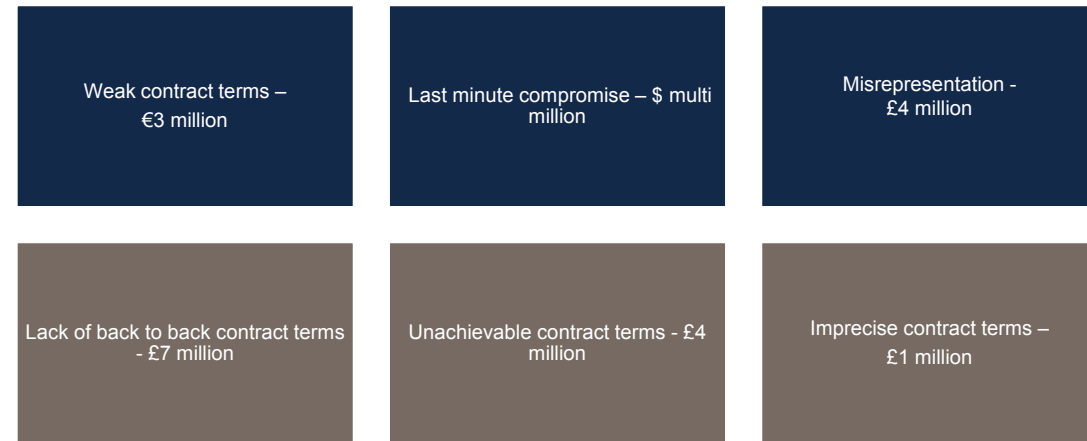 Weak contract terms –
€3 million
Last minute compromise – $ multi
million
Misrepresentation -
£4 million
Lack of back to back contract terms
- £7 million
Unachievable contract terms - £4
million
Imprecise contract terms –
£1 million